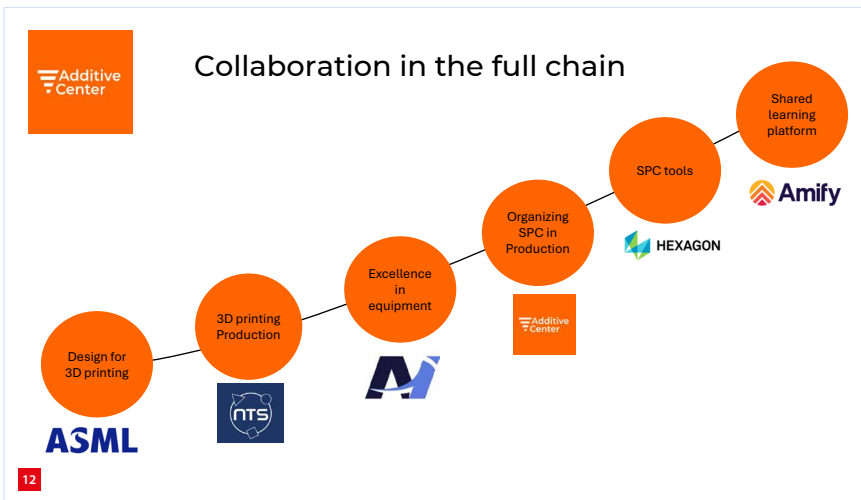 Additive
Center
Collaboration in the full chain
Shared
learning
platform
Amify
SPC tools
HEXAGON
Organizing
SPC in
Production
Additive
Center
Excellence
in
equipment
3D printing
Production
nts
Design for
3D printing
ASML
12